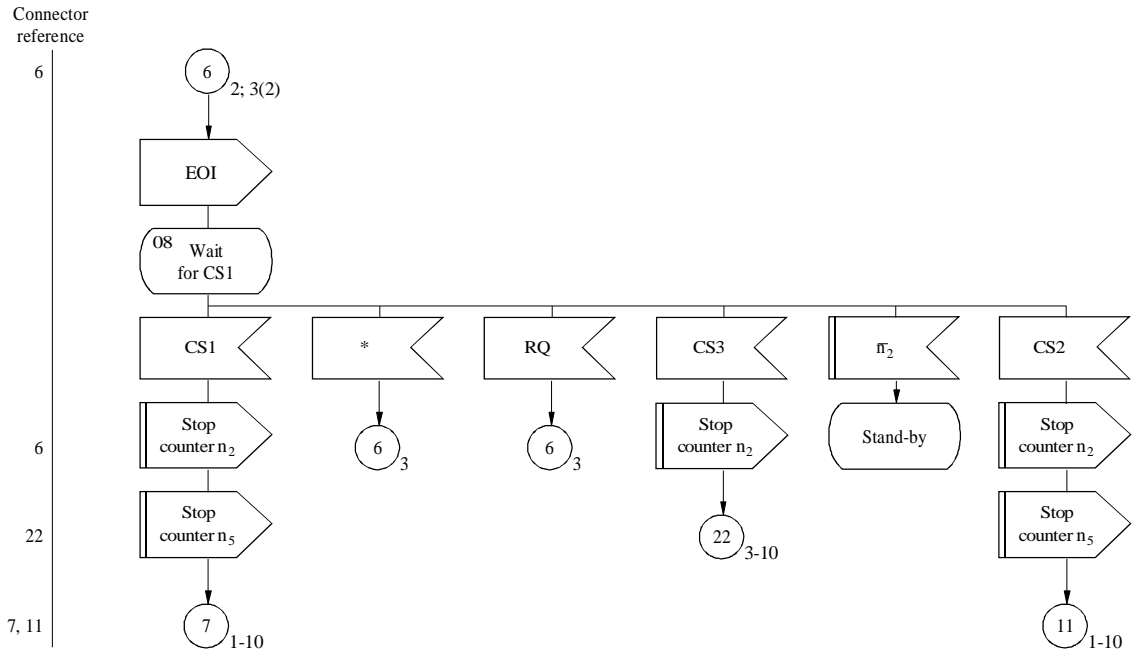 Connector
reference
6
6
2; 3(2)
EOI
08
Wait
for CS1
CS1
*
RQ
CS3
n̅₂
CS2
Stop
counter n₂
6
3
6
3
Stop
counter n₂
Stand-by
Stop
counter n₂
6
Stop
counter n₅
22
3-10
Stop
counter n₅
22
7, 11
7
1-10
11
1-10